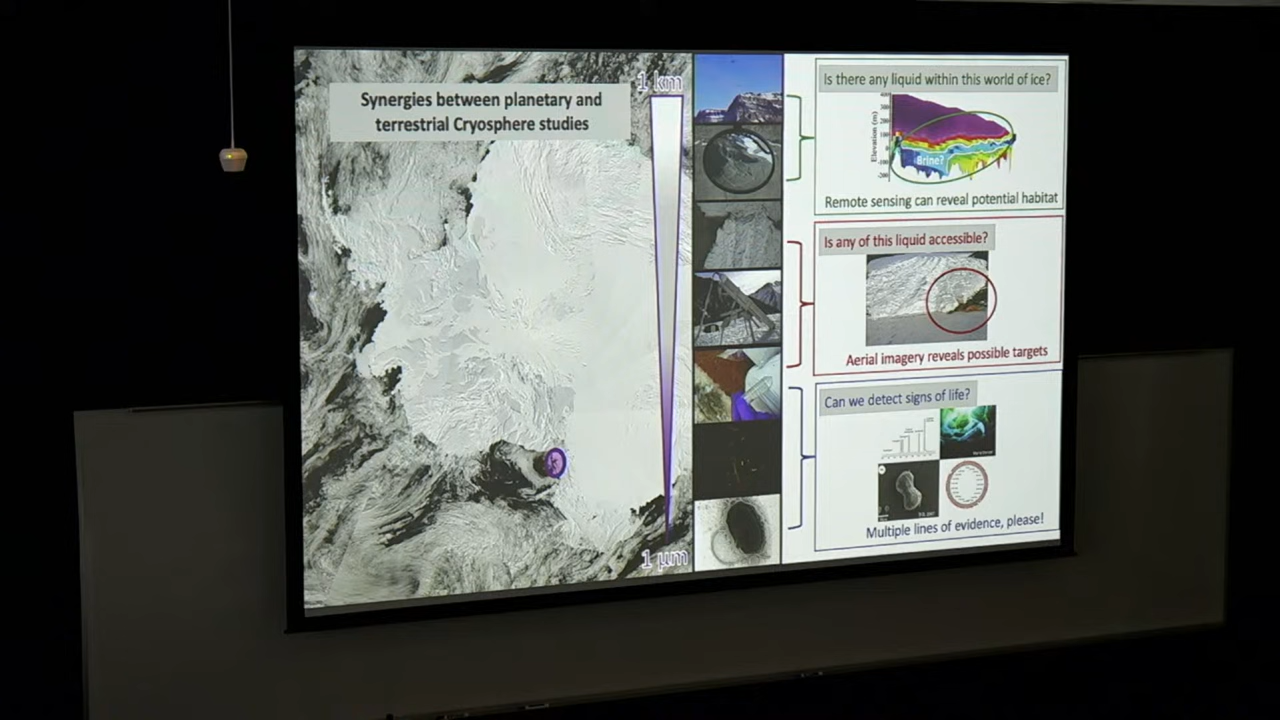 Synergies between planetary and
terrestrial Cryosphere studies
1 km
1 µm
Is there any liquid within this world of ice?
Elevation (m)
Brine?
Remote sensing can reveal potential habitat
Is any of this liquid accessible?
Aerial imagery reveals possible targets
Can we detect signs of life?
Multiple lines of evidence, please!